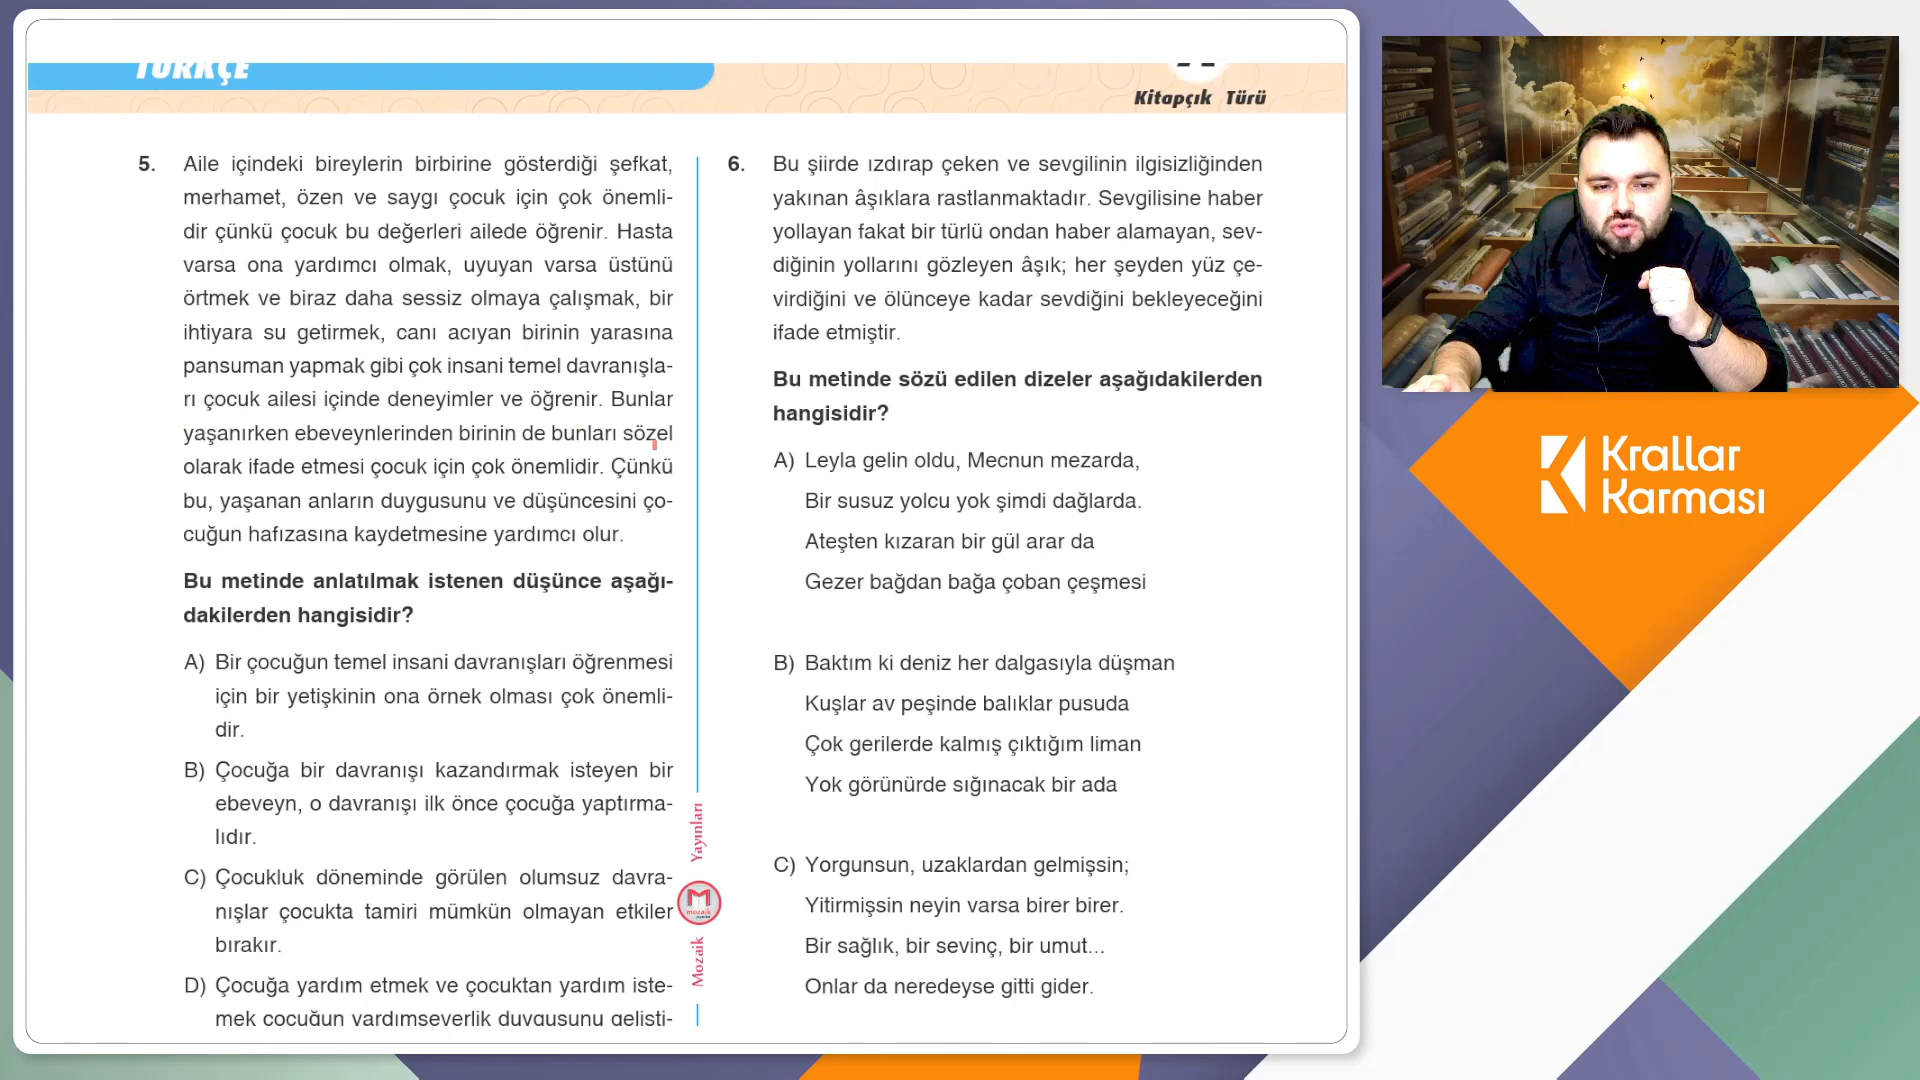 TÜRKÇE
Kitapçık Türü
5. Aile içindeki bireylerin birbirine gösterdiği şefkat,
merhamet, özen ve saygı çocuk için çok önemli-
dir çünkü çocuk bu değerleri ailede öğrenir. Hasta
varsa ona yardımcı olmak, uyuyan varsa üstünü
örtmek ve biraz daha sessiz olmaya çalışmak, bir
ihtiyara su getirmek, canı acıyan birinin yarasına
pansuman yapmak gibi çok insani temel davranışla-
rı çocuk ailesi içinde deneyimler ve öğrenir. Bunlar
yaşanırken ebeveynlerinden birinin de bunları sözel
olarak ifade etmesi çocuk için çok önemlidir. Çünkü
bu, yaşanan anların duygusunu ve düşüncesini ço-
cuğun hafızasına kaydetmesine yardımcı olur.
Bu metinde anlatılmak istenen düşünce aşağı-
dakilerden hangisidir?
A) Bir çocuğun temel insani davranışları öğrenmesi
için bir yetişkinin ona örnek olması çok önemli-
dir.
B) Çocuğa bir davranışı kazandırmak isteyen bir
ebeveyn, o davranışı ilk önce çocuğa yaptırma-
lıdır.
C) Çocukluk döneminde görülen olumsuz davra-
nışlar çocukta tamiri mümkün olmayan etkiler
bırakır.
D) Çocuğa yardım etmek ve çocuktan yardım iste-
mek çocuğun yardımseverlik duygusunu gelişti-
Mozaik Yayınları
mozaik
6. Bu şiirde ızdırap çeken ve sevgilinin ilgisizliğinden
yakınan âşıklara rastlanmaktadır. Sevgilisine haber
yollayan fakat bir türlü ondan haber alamayan, sev-
diğinin yollarını gözleyen âşık; her şeyden yüz çe-
virdiğini ve ölünceye kadar sevdiğini bekleyeceğini
ifade etmiştir.
Bu metinde sözü edilen dizeler aşağıdakilerden
hangisidir?
A) Leyla gelin oldu, Mecnun mezarda,
Bir susuz yolcu yok şimdi dağlarda.
Ateşten kızaran bir gül arar da
Gezer bağdan bağa çoban çeşmesi
B) Baktım ki deniz her dalgasıyla düşman
Kuşlar av peşinde balıklar pusuda
Çok gerilerde kalmış çıktığım liman
Yok görünürde sığınacak bir ada
C) Yorgunsun, uzaklardan gelmişsin;
Yitirmişsin neyin varsa birer birer.
Bir sağlık, bir sevinç, bir umut...
Onlar da neredeyse gitti gider.
Krallar
Karması